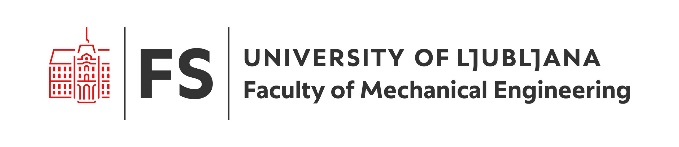 FS
UNIVERSITY OF LJUBLJANA
Faculty of Mechanical Engineering